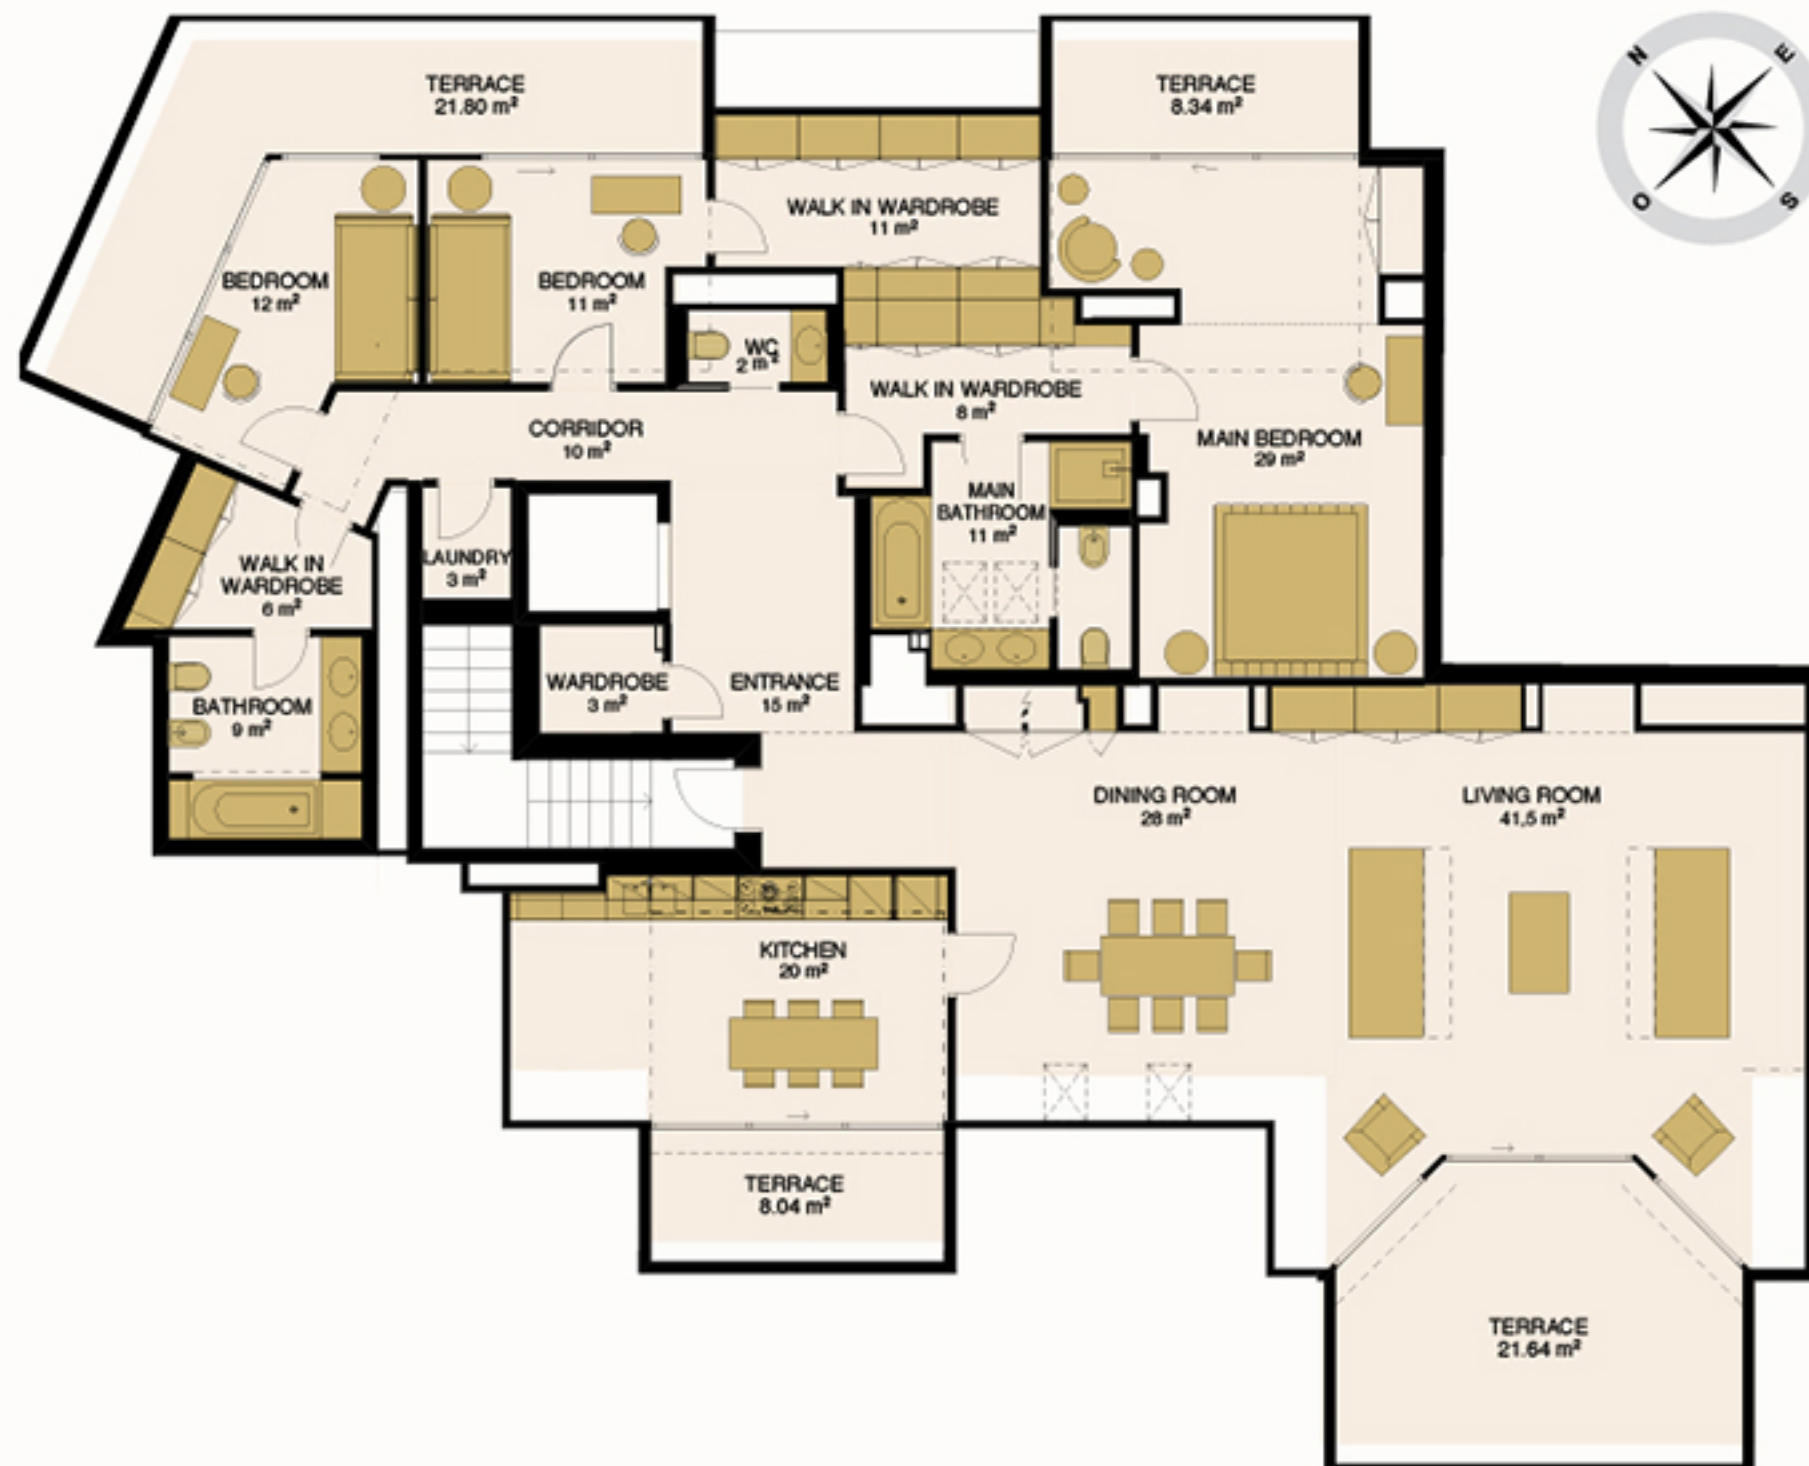 TERRACE
21.80 m²
TERRACE
8.34 m²
N
E
O
S
WALK IN WARDROBE
11 m²
BEDROOM
12 m²
BEDROOM
11 m²
WC
2 m²
WALK IN WARDROBE
8 m²
CORRIDOR
10 m²
MAIN BEDROOM
29 m²
MAIN
BATHROOM
11 m²
LAUNDRY
3 m²
WALK IN
WARDROBE
6 m²
WARDROBE
3 m²
ENTRANCE
15 m²
BATHROOM
9 m²
DINING ROOM
28 m²
LIVING ROOM
41,5 m²
KITCHEN
20 m²
TERRACE
8.04 m²
TERRACE
21.64 m²